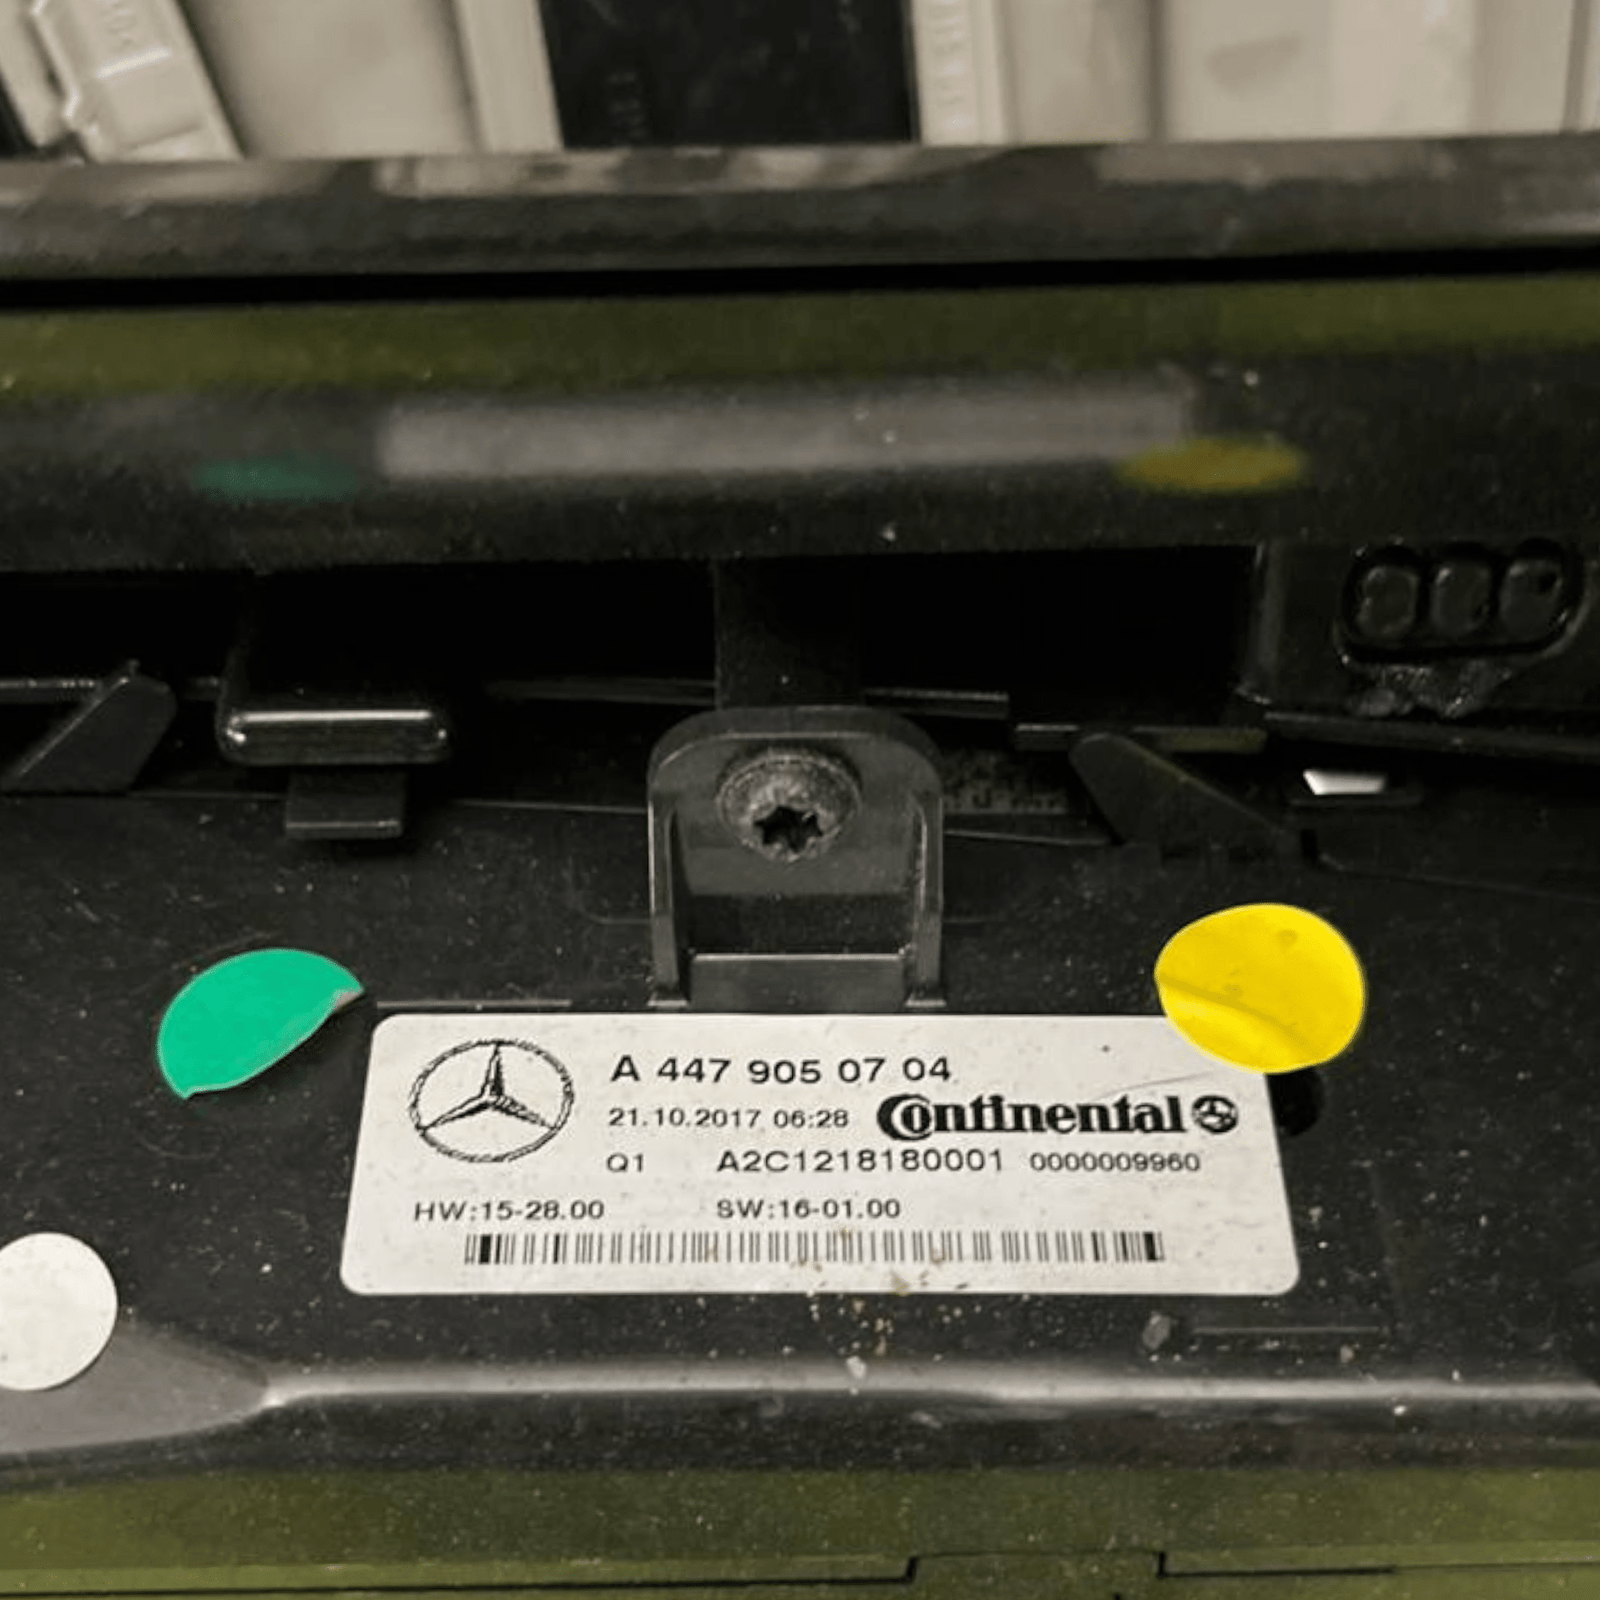 A 447 905 07 04
21.10.2017 06:28 Continental
Q1 A2C1218180001 0000009960
HW:15-28.00 SW:16-01.00